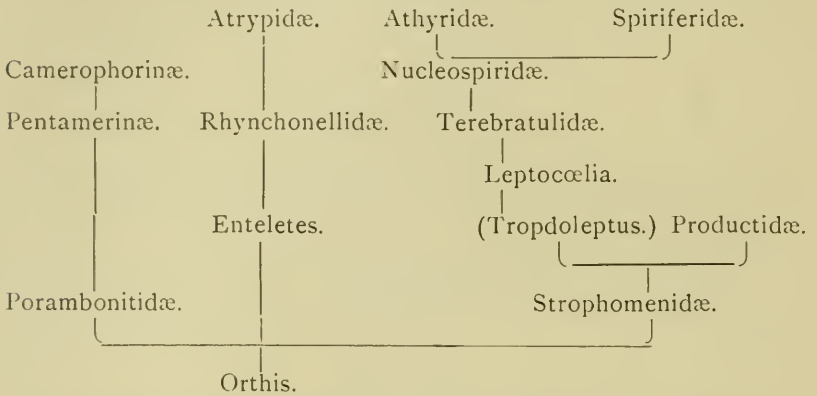 Atrypidæ. Athyridæ. Spiriferidæ.
Camerophorinæ. Nucleospiridæ.
Pentamerinæ. Rhynchonellidæ. Terebratulidæ.
Leptocœlia.
Enteletes. (Tropdoleptus.) Productidæ.
Porambonitidæ. Strophomenidæ.
Orthis.